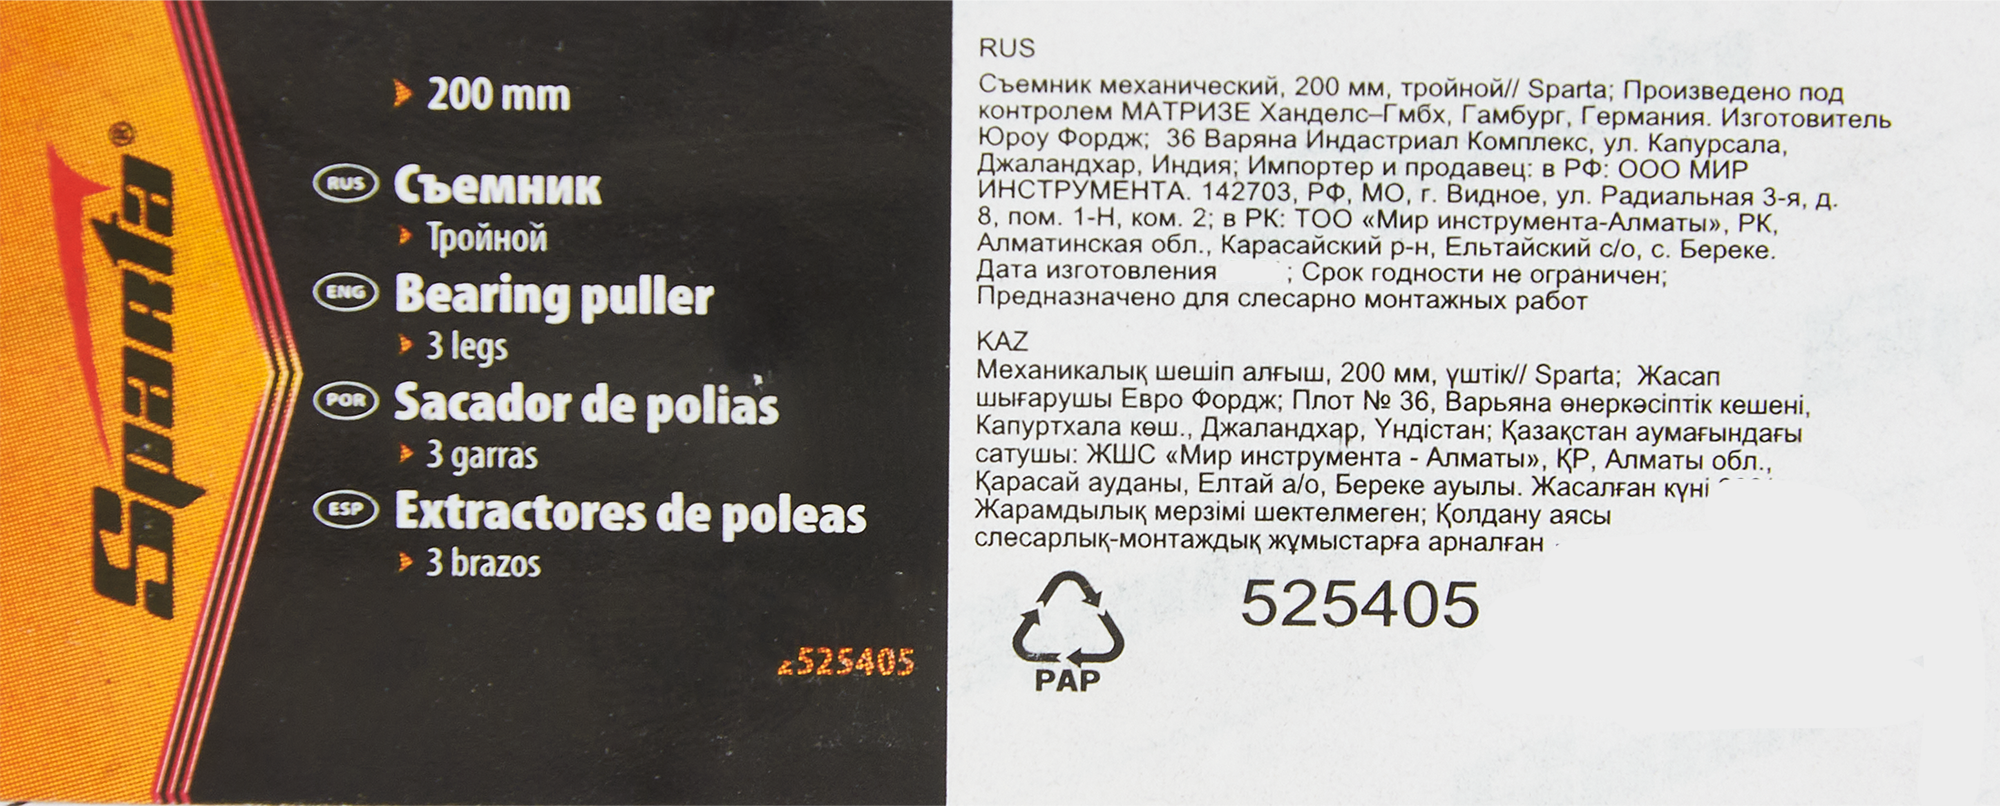 Sparta®
200 mm
RUS Съемник
Тройной
ENG Bearing puller
3 legs
POR Sacador de polias
3 garras
ESP Extractores de poleas
3 brazos
525405
RUS
Съемник механический, 200 мм, тройной// Sparta; Произведено под
контролем МАТРИЗЕ Ханделс–Гмбх, Гамбург, Германия. Изготовитель
Юроу Фордж; 36 Варяна Индастриал Комплекс, ул. Капурсала,
Джаландхар, Индия; Импортер и продавец: в РФ: ООО МИР
ИНСТРУМЕНТА. 142703, РФ, МО, г. Видное, ул. Радиальная 3-я, д.
8, пом. 1-Н, ком. 2; в РК: ТОО «Мир инструмента-Алматы», РК,
Алматинская обл., Карасайский р-н, Ельтайский с/о, с. Береке.
Дата изготовления ; Срок годности не ограничен;
Предназначено для слесарно монтажных работ
KAZ
Механикалық шешіп алғыш, 200 мм, үштік// Sparta; Жасап
шығарушы Евро Фордж; Плот № 36, Варьяна өнеркәсіптік кешені,
Капуртхала көш., Джаландхар, Үндістан; Қазақстан аумағындағы
сатушы: ЖШС «Мир инструмента - Алматы», ҚР, Алматы обл.,
Қарасай ауданы, Елтай а/о, Береке ауылы. Жасалған күні
Жарамдылық мерзімі шектелмеген; Қолдану аясы
слесарлық-монтаждық жұмыстарға арналған
525405
PAP